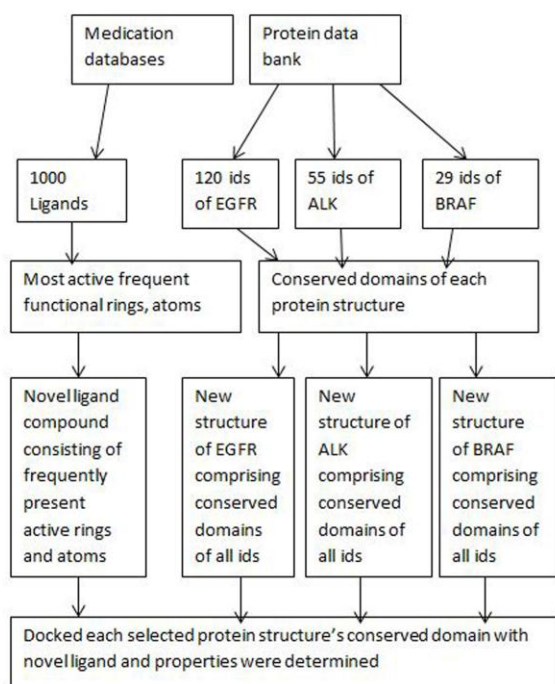 Medication
databases
Protein data
bank
1000
Ligands
120 ids
of EGFR
55 ids of
ALK
29 ids of
BRAF
Most active frequent
functional rings, atoms
Conserved domains of each
protein structure
Novel ligand
compound
consisting of
frequently
present
active rings
and atoms
New
structure
of EGFR
comprising
conserved
domains
of all ids
New
structure of
ALK
comprising
conserved
domains of
all ids
New
structure
of BRAF
comprising
conserved
domains of
all ids
Docked each selected protein structure's conserved domain with
novel ligand and properties were determined